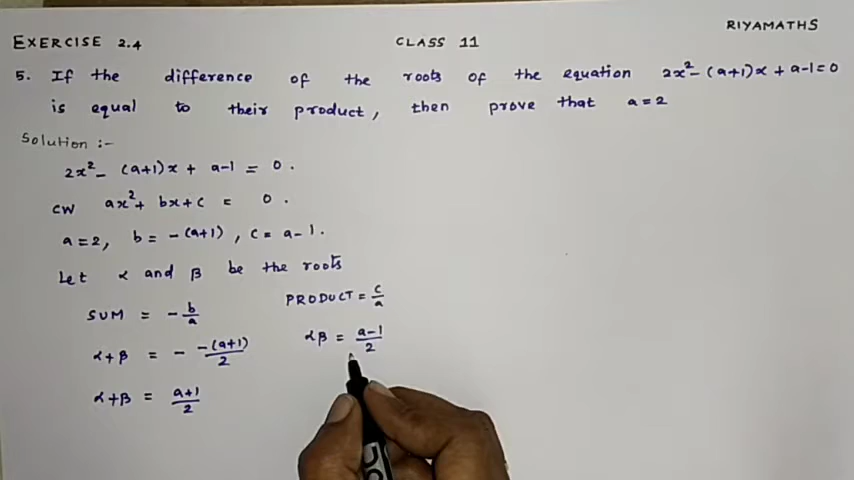 RIYAMATHS
EXERCISE 2.4 CLASS 11
5. If the difference of the roots of the equation 2x² - (a+1)x + a-1=0
is equal to their product, then prove that a=2
Solution :-
2x² - (a+1)x + a-1 = 0.
CW ax² + bx + c = 0.
a=2, b = -(a+1), c = a-1.
Let α and β be the roots
SUM = -b/a
PRODUCT = c/a
α+β = - -(a+1)/2
αβ = a-1/2
α+β = a+1/2